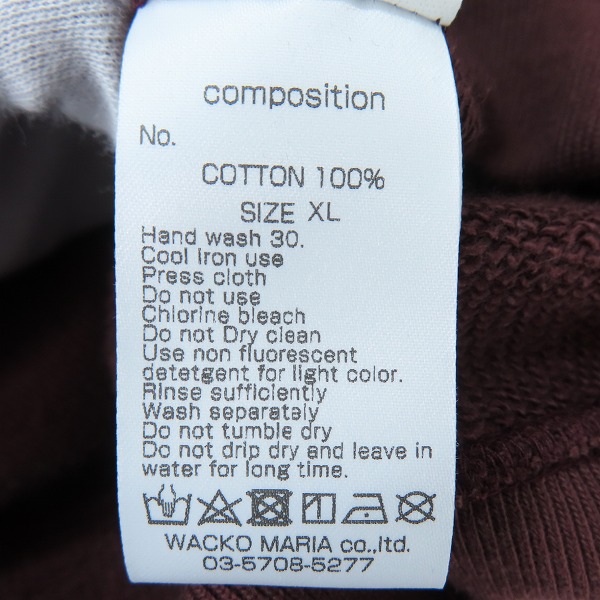 composition
No.
COTTON 100%
SIZE XL
Hand wash 30.
Cool Iron use
Press cloth
Do not use
Chlorine bleach
Do not Dry clean
Use non fluorescent
detetgent for light color.
Rinse sufficiently
Wash separately
Do not tumble dry
Do not drip dry and leave in
water for long time.
WACKO MARIA co.,ltd.
03-5708-5277